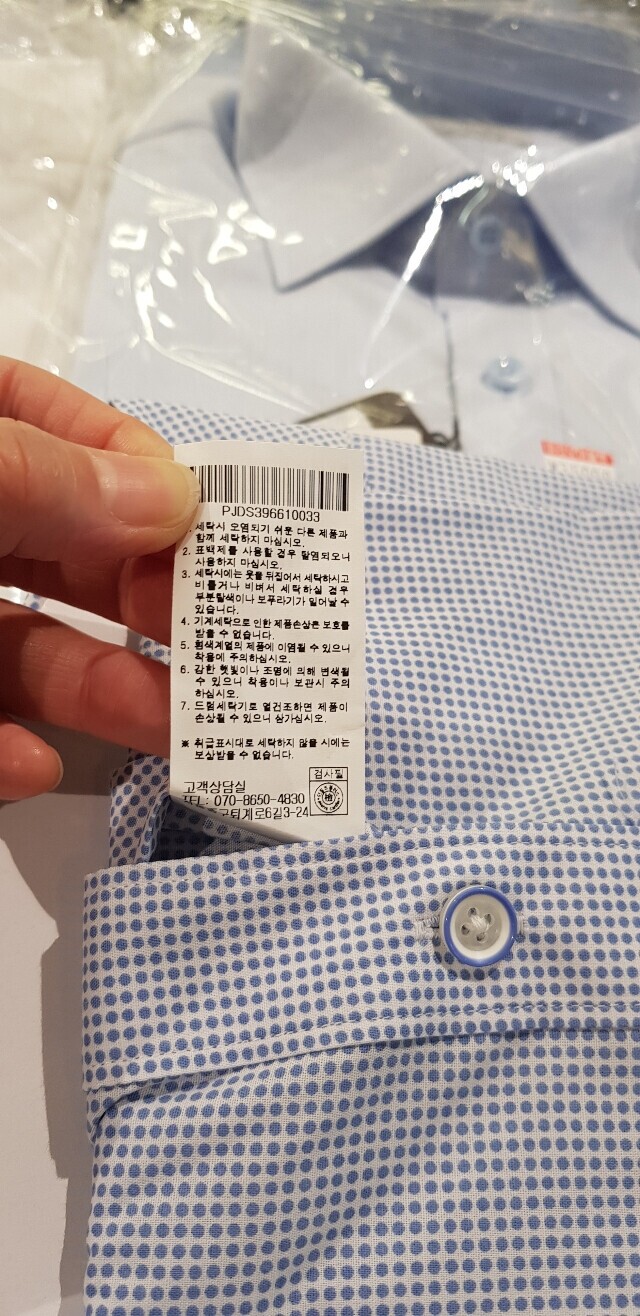 PJDS396610033
1. 세탁시 오염되기 쉬운 다른 제품과
함께 세탁하지 마십시오.
2. 표백제를 사용할 경우 탈염되오니
사용하지 마십시오.
3. 세탁시에는 옷을 뒤집어서 세탁하시고
비틀거나 비벼서 세탁하실 경우
부분탈색이나 보푸라기가 일어날 수
있습니다.
4. 기계세탁으로 인한 제품손상은 보호를
받을 수 없습니다.
5. 흰색계열의 제품에 이염될 수 있으니
착용에 주의하십시오.
6. 강한 햇빛이나 조명에 의해 변색될
수 있으니 착용이나 보관시 주의
하십시오.
7. 드럼세탁기로 열건조하면 제품이
손상될 수 있으니 삼가십시오.
※ 취급표시대로 세탁하지 않을 시에는
보상받을 수 없습니다.
검사필
고객상담실
TEL: 070-8650-4830
구퇴계로6길3-24